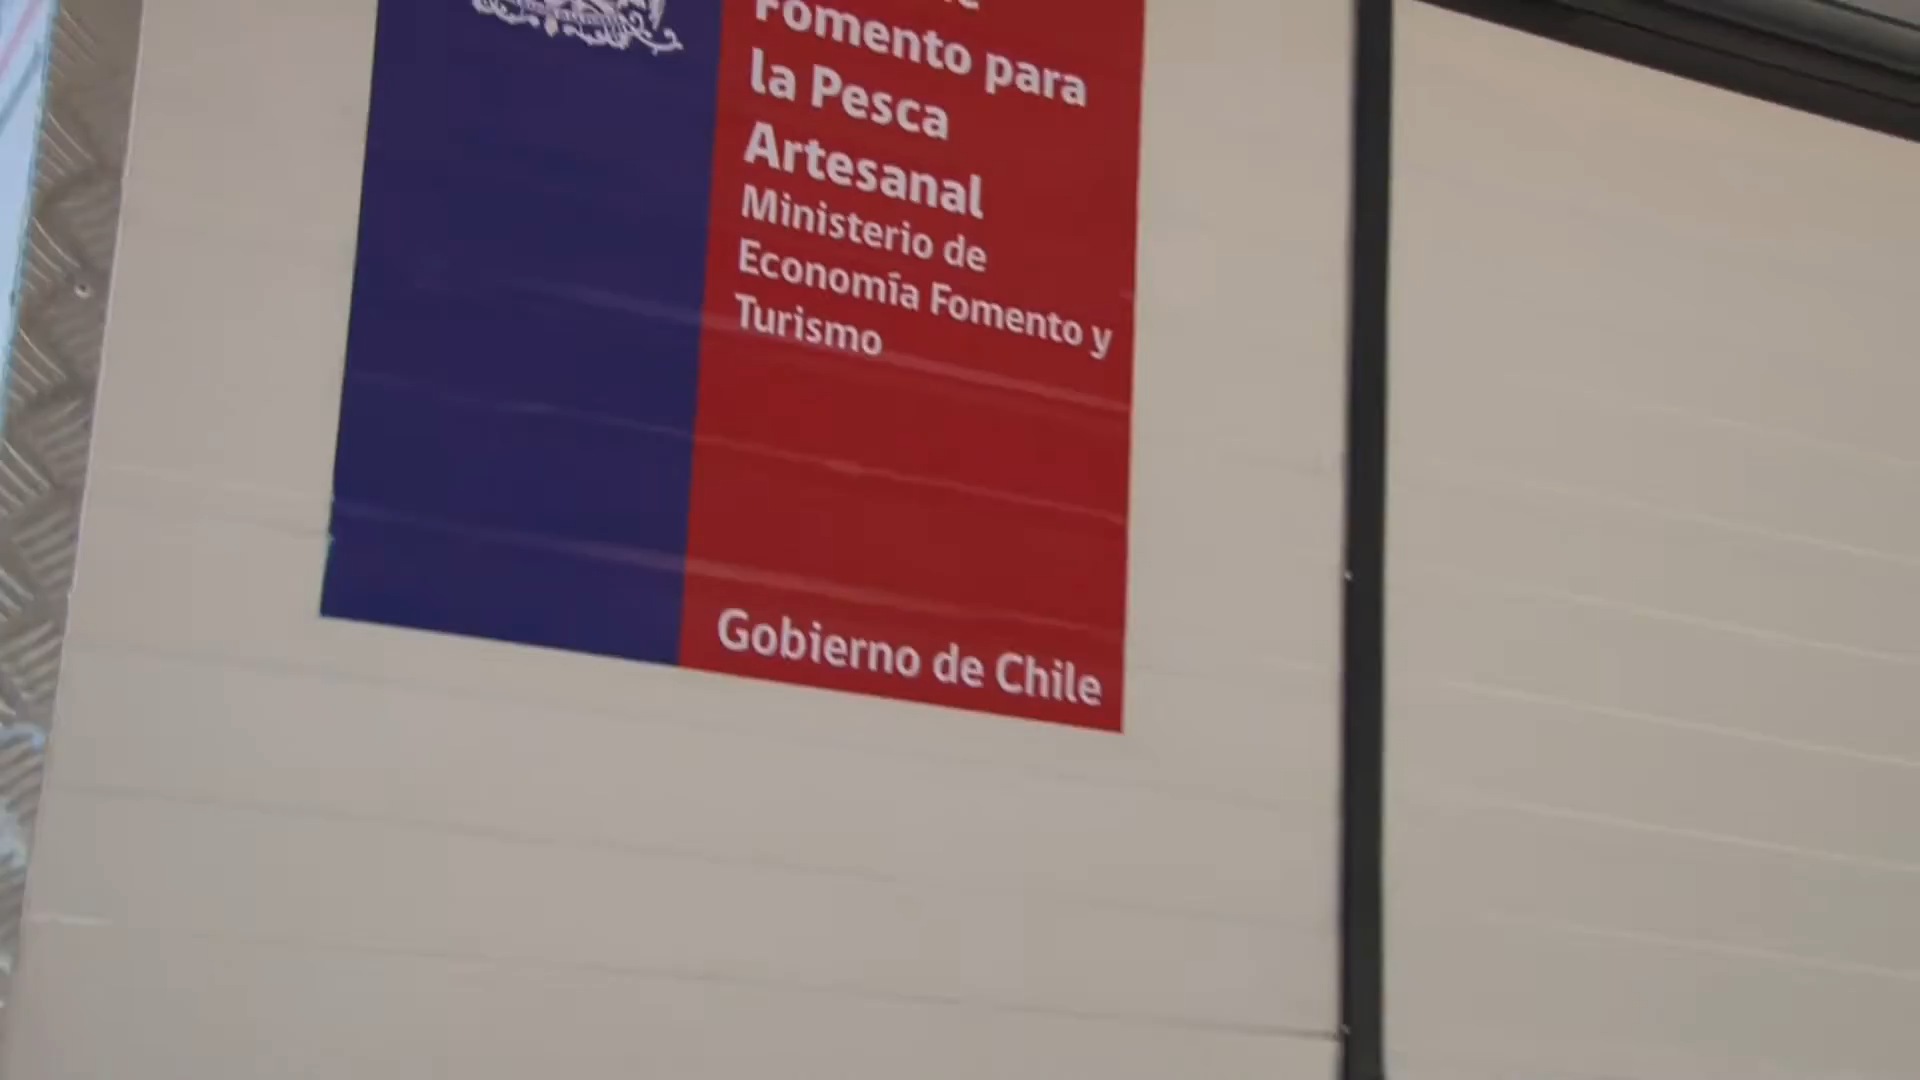 Fomento para
la Pesca
Artesanal
Ministerio de
Economía Fomento y
Turismo
Gobierno de Chile